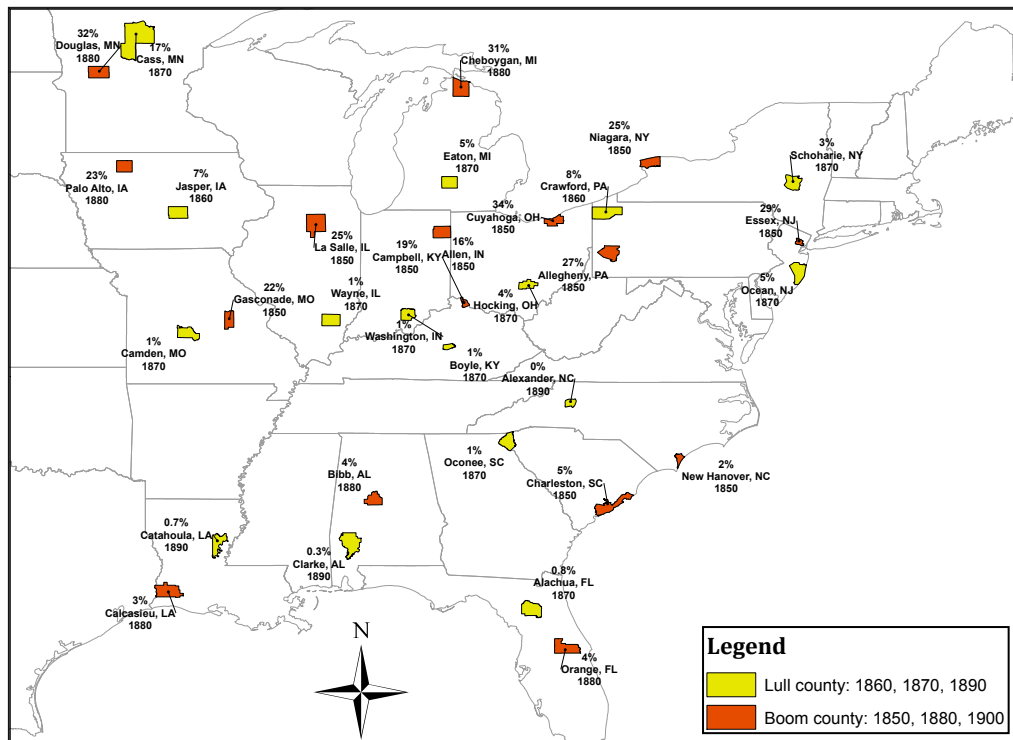 32%
Douglas, MN
1880
17%
Cass, MN
1870
31%
Cheboygan, MI
1880
25%
Niagara, NY
1850
3%
Schoharie, NY
1870
5%
Eaton, MI
1870
8%
Crawford, PA
1860
23%
Palo Alto, IA
1880
7%
Jasper, IA
1860
34%
Cuyahoga, OH
1850
29%
Essex, NJ
1850
25%
La Salle, IL
1850
19%
Campbell, KY
1850
16%
Allen, IN
1850
27%
Allegheny, PA
1850
5%
Ocean, NJ
1870
22%
Gasconade, MO
1850
1%
Wayne, IL
1870
4%
Hocking, OH
1870
1%
Camden, MO
1870
1%
Washington, IN
1870
1%
Boyle, KY
1870
0%
Alexander, NC
1890
1%
Oconee, SC
1870
2%
New Hanover, NC
1850
4%
Bibb, AL
1880
5%
Charleston, SC
1850
0.7%
Catahoula, LA
1890
0.3%
Clarke, AL
1890
0.8%
Alachua, FL
1870
3%
Calcasieu, LA
1880
4%
Orange, FL
1880
N
Legend
Lull county: 1860, 1870, 1890
Boom county: 1850, 1880, 1900